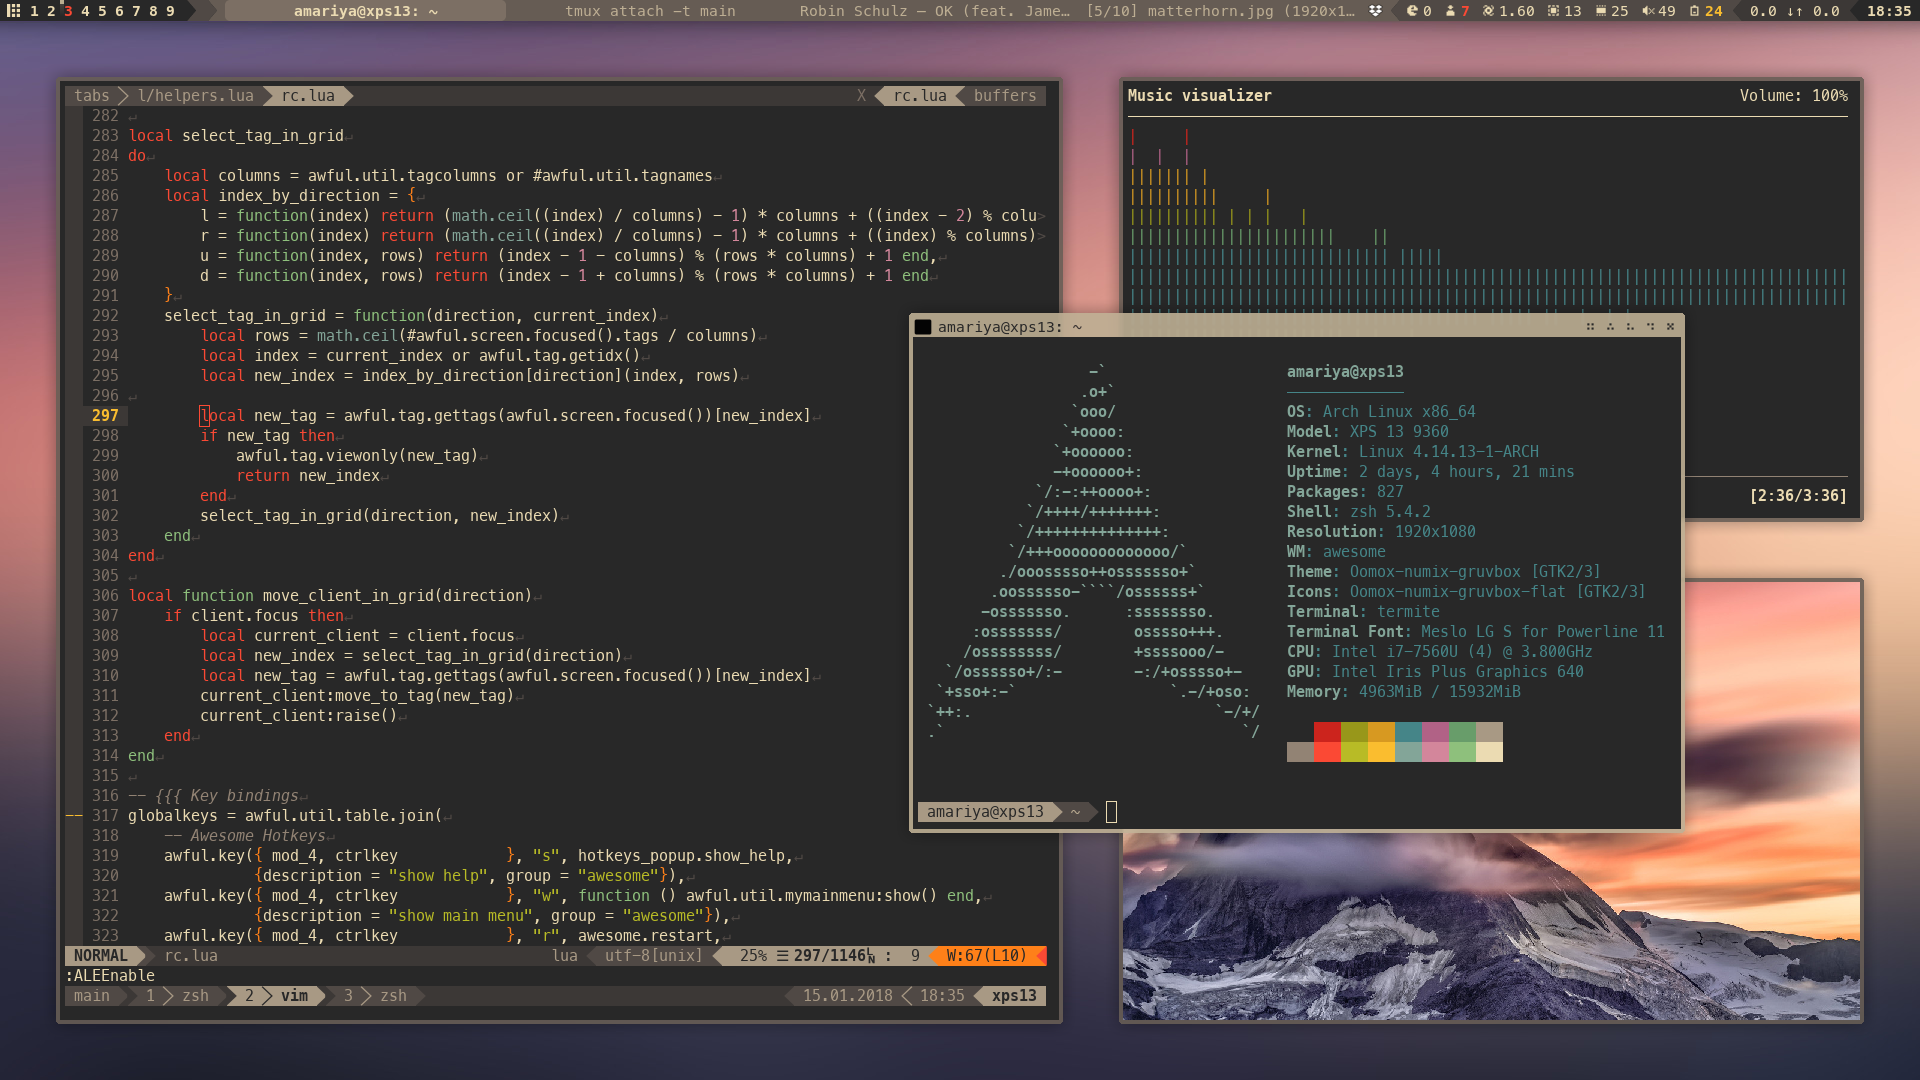 1 2 3 4 5 6 7 8 9
amariya@xps13: ~
tmux attach -t main
Robin Schulz – OK (feat. Jame…
[5/10] matterhorn.jpg (1920x1…
0 7 1.60 13 25 49 24 0.0 ↓↑ 0.0 18:35
tabs l/helpers.lua rc.lua X rc.lua buffers
282
283 local select_tag_in_grid
284 do
285 local columns = awful.util.tagcolumns or #awful.util.tagnames
286 local index_by_direction = {
287 l = function(index) return (math.ceil((index) / columns) - 1) * columns + ((index - 2) % colu>
288 r = function(index) return (math.ceil((index) / columns) - 1) * columns + ((index) % columns)>
289 u = function(index, rows) return (index - 1 - columns) % (rows * columns) + 1 end,
290 d = function(index, rows) return (index - 1 + columns) % (rows * columns) + 1 end
291 }
292 select_tag_in_grid = function(direction, current_index)
293 local rows = math.ceil(#awful.screen.focused().tags / columns)
294 local index = current_index or awful.tag.getidx()
295 local new_index = index_by_direction[direction](index, rows)
296
297 local new_tag = awful.tag.gettags(awful.screen.focused())[new_index]
298 if new_tag then
299 awful.tag.viewonly(new_tag)
300 return new_index
301 end
302 select_tag_in_grid(direction, new_index)
303 end
304 end
305
306 local function move_client_in_grid(direction)
307 if client.focus then
308 local current_client = client.focus
309 local new_index = select_tag_in_grid(direction)
310 local new_tag = awful.tag.gettags(awful.screen.focused())[new_index]
311 current_client:move_to_tag(new_tag)
312 current_client:raise()
313 end
314 end
315
316 -- {{{ Key bindings
317 globalkeys = awful.util.table.join(
318 -- Awesome Hotkeys
319 awful.key({ mod_4, ctrlkey }, "s", hotkeys_popup.show_help,
320 {description = "show help", group = "awesome"}),
321 awful.key({ mod_4, ctrlkey }, "w", function () awful.util.mymainmenu:show() end,
322 {description = "show main menu", group = "awesome"}),
323 awful.key({ mod_4, ctrlkey }, "r", awesome.restart,
NORMAL rc.lua lua utf-8[unix] 25% ☰ 297/1146 : 9 W:67(L10)
:ALEEnable
main 1 zsh 2 vim 3 zsh 15.01.2018 18:35 xps13
Music visualizer Volume: 100%
[2:36/3:36]
amariya@xps13: ~
-`
.o+`
`ooo/
`+oooo:
`+oooooo:
-+oooooo+:
`/:-:++oooo+:
`/++++/+++++++:
`/++++++++++++++:
`/+++ooooooooooooo/`
./ooosssso++osssssso+`
.oossssso-````/ossssss+`
-osssssso. :ssssssso.
:osssssss/ osssso+++.
/ossssssss/ +ssssooo/-
`/ossssso+/:- -:/+osssso+-
`+sso+:-` `.-/+oso:
`++:. `-/+/
.` `/
amariya@xps13
OS: Arch Linux x86_64
Model: XPS 13 9360
Kernel: Linux 4.14.13-1-ARCH
Uptime: 2 days, 4 hours, 21 mins
Packages: 827
Shell: zsh 5.4.2
Resolution: 1920x1080
WM: awesome
Theme: Oomox-numix-gruvbox [GTK2/3]
Icons: Oomox-numix-gruvbox-flat [GTK2/3]
Terminal: termite
Terminal Font: Meslo LG S for Powerline 11
CPU: Intel i7-7560U (4) @ 3.800GHz
GPU: Intel Iris Plus Graphics 640
Memory: 4963MiB / 15932MiB
amariya@xps13 ~